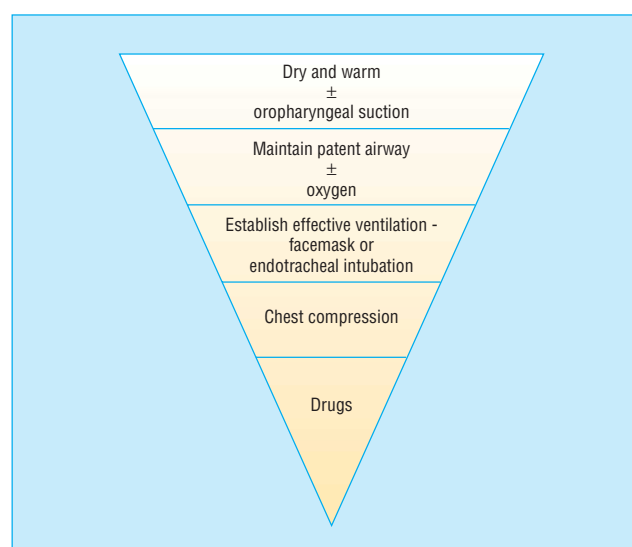 Dry and warm
±
oropharyngeal suction
Maintain patent airway
±
oxygen
Establish effective ventilation -
facemask or
endotracheal intubation
Chest compression
Drugs